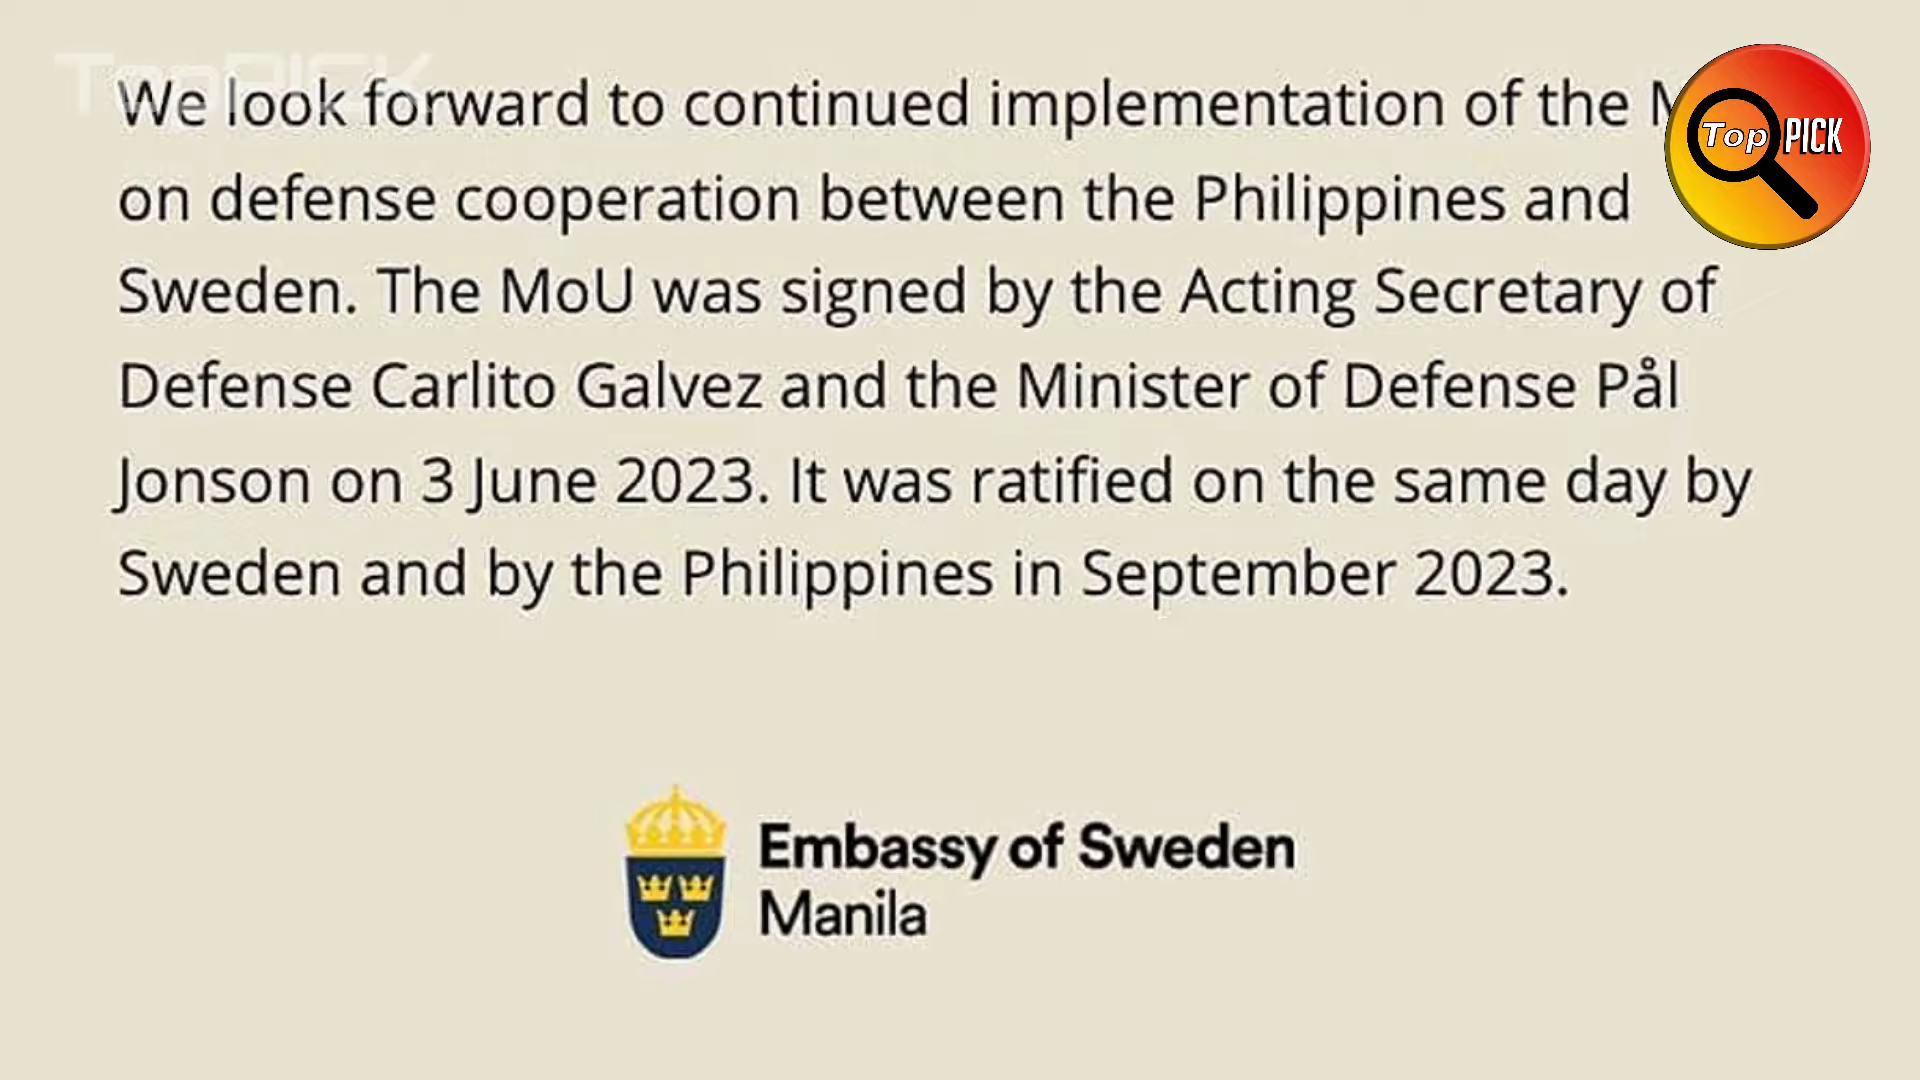 TopPICK
We look forward to continued implementation of the
on defense cooperation between the Philippines and
Sweden. The MoU was signed by the Acting Secretary of
Defense Carlito Galvez and the Minister of Defense Pål
Jonson on 3 June 2023. It was ratified on the same day by
Sweden and by the Philippines in September 2023.
Top PICK
Embassy of Sweden
Manila